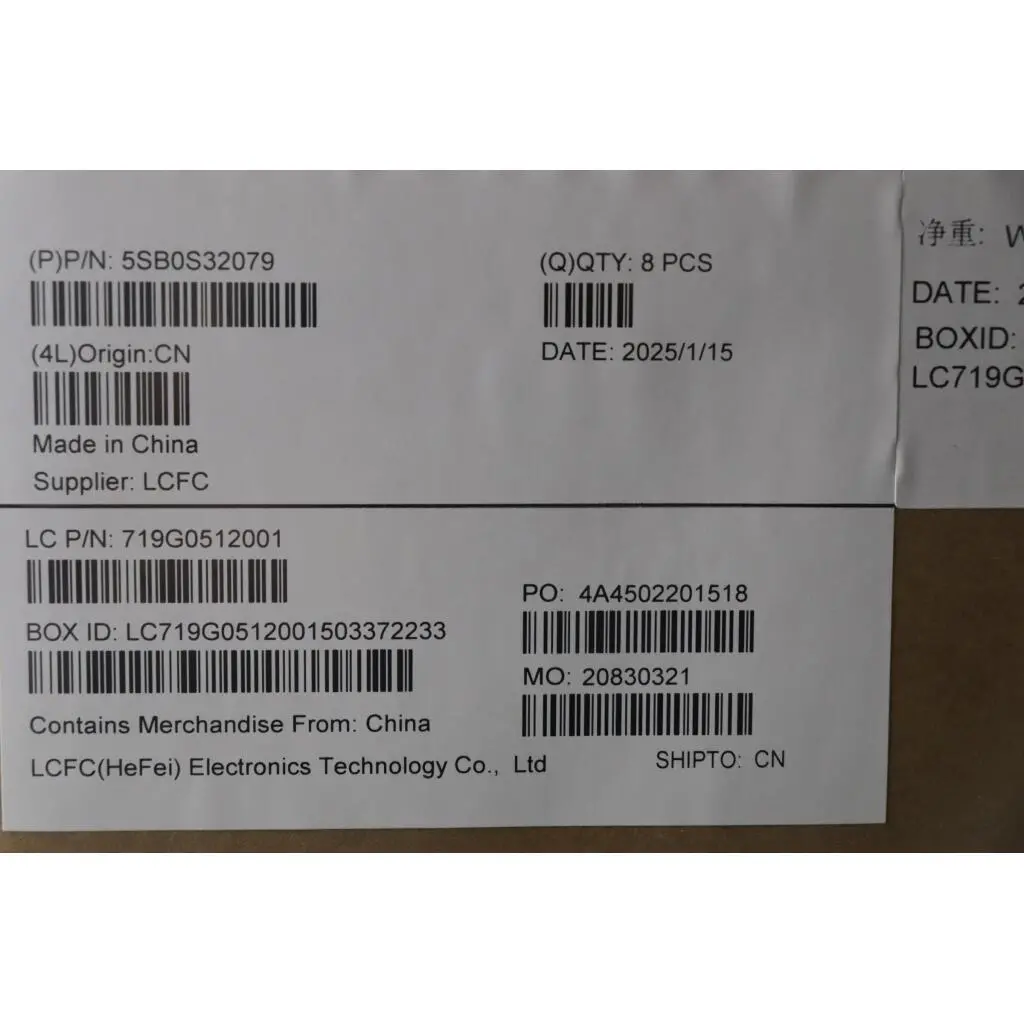 (P)P/N: 5SB0S32079
(Q)QTY: 8 PCS
(4L)Origin:CN
DATE: 2025/1/15
Made in China
Supplier: LCFC
LC P/N: 719G0512001
PO: 4A4502201518
BOX ID: LC719G0512001503372233
MO: 20830321
Contains Merchandise From: China
LCFC(HeFei) Electronics Technology Co., Ltd
SHIPTO: CN
净重:
DATE:
BOXID:
LC719G